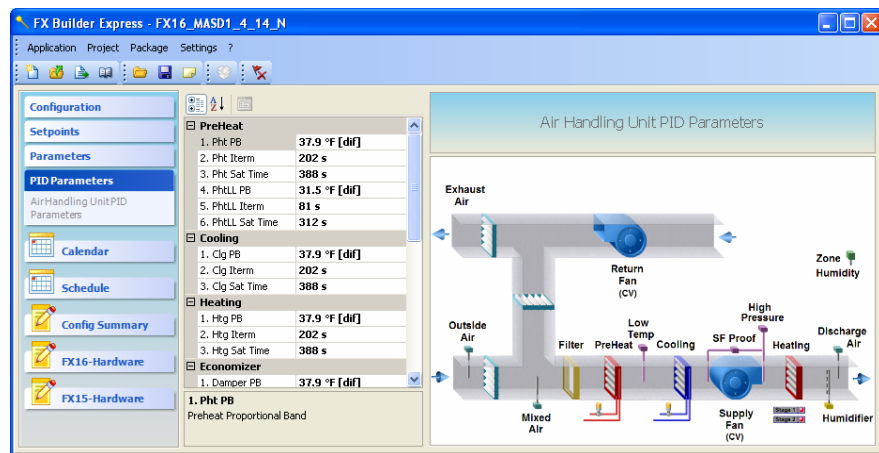 FX Builder Express - FX16_MASD1_4_14_N
Application Project Package Settings ?
Configuration
Setpoints
Parameters
PID Parameters
AirHandling UnitPID
Parameters
Calendar
Schedule
Config Summary
FX16-Hardware
FX15-Hardware
PreHeat
1. Pht PB 37.9 °F [dif]
2. Pht Iterm 202 s
3. Pht Sat Time 388 s
4. PhtLL PB 31.5 °F [dif]
5. PhtLL Iterm 81 s
6. PhtLL Sat Time 312 s
Cooling
1. Clg PB 37.9 °F [dif]
2. Clg Iterm 202 s
3. Clg Sat Time 388 s
Heating
1. Htg PB 37.9 °F [dif]
2. Htg Iterm 202 s
3. Htg Sat Time 388 s
Economizer
1. Damper PB 37.9 °F [dif]
1. Pht PB
Preheat Proportional Band
Air Handling Unit PID Parameters
Exhaust
Air
Return
Fan
(CV)
Zone
Humidity
Outside
Air
Filter
PreHeat
Low
Temp
Cooling
SF Proof
High
Pressure
Heating
Discharge
Air
Mixed
Air
Supply
Fan
(CV)
Stage 1
Stage 2
Humidifier